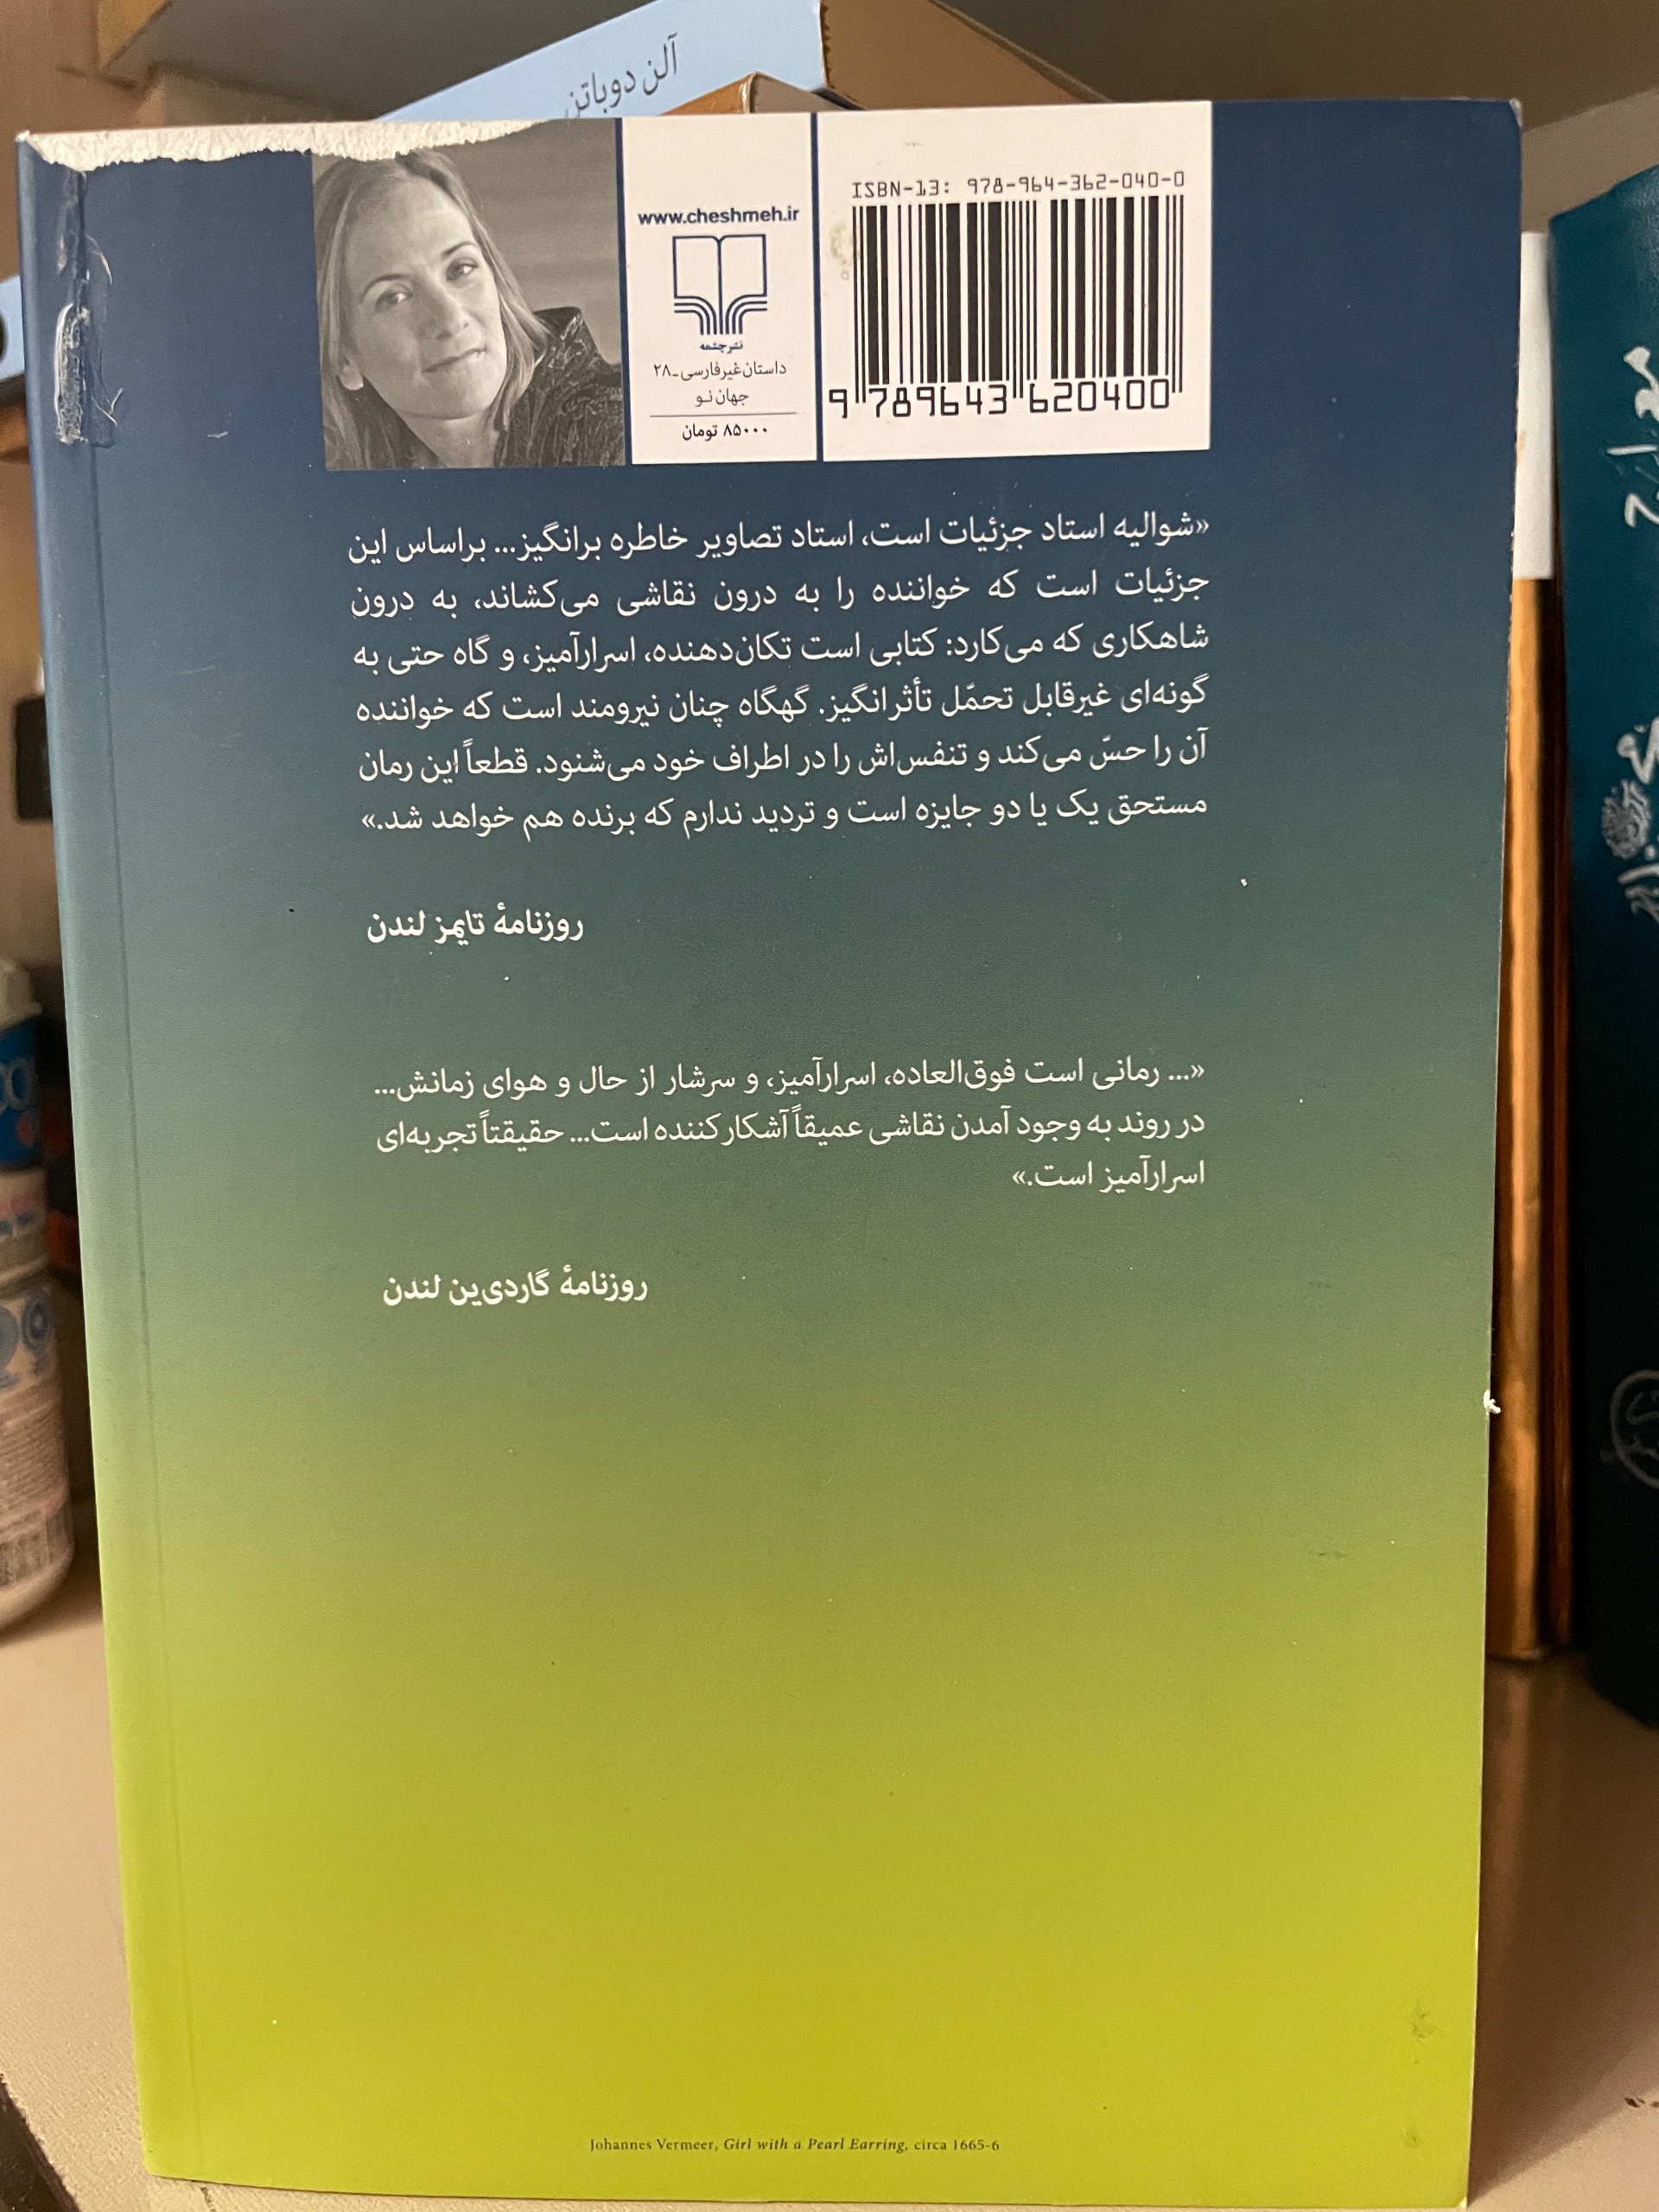 آلن دوباتن
www.cheshmeh.ir
نشرچشمه
داستان غیرفارسی ـ ۲۸
جهان نو
۸۵۰۰۰ تومان
ISBN-13: 978-964-362-040-0
9 789643 620400
«شوالیه استاد جزئیات است، استاد تصاویر خاطره برانگیز... براساس این
جزئیات است که خواننده را به درون نقاشی می‌کشاند، به درون
شاهکاری که می‌کارد: کتابی است تکان‌دهنده، اسرارآمیز، و گاه حتی به
گونه‌ای غیرقابل تحمّل تأثرانگیز. گهگاه چنان نیرومند است که خواننده
آن را حسّ می‌کند و تنفس‌اش را در اطراف خود می‌شنود. قطعاً این رمان
مستحق یک یا دو جایزه است و تردید ندارم که برنده هم خواهد شد.»
روزنامهٔ تایمز لندن
«... رمانی است فوق‌العاده، اسرارآمیز، و سرشار از حال و هوای زمانش...
در روند به وجود آمدن نقاشی عمیقاً آشکارکننده است... حقیقتاً تجربه‌ای
اسرارآمیز است.»
روزنامهٔ گاردی‌ین لندن
Johannes Vermeer, Girl with a Pearl Earring, circa 1665-6